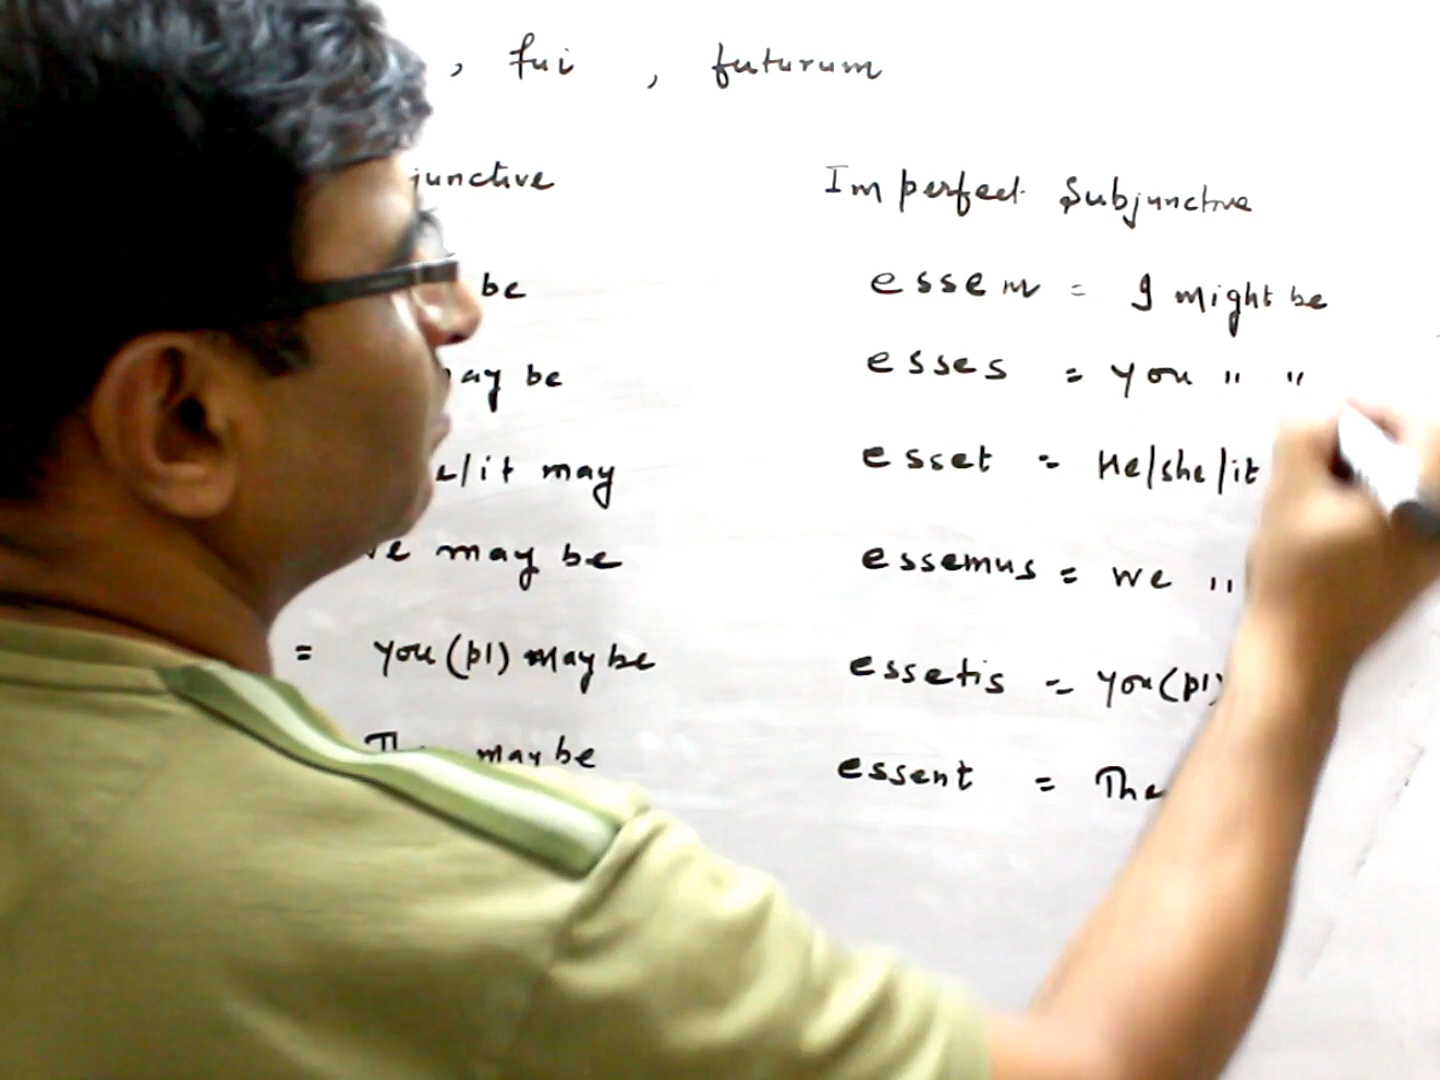 , fui , futurum
junctive Imperfect Subjunctive
be essem = I might be
ay be esses = you " "
e/it may esset = He/she/it
e may be essemus = we "
= you (pl) may be essetis = you (pl)
may be essent = The